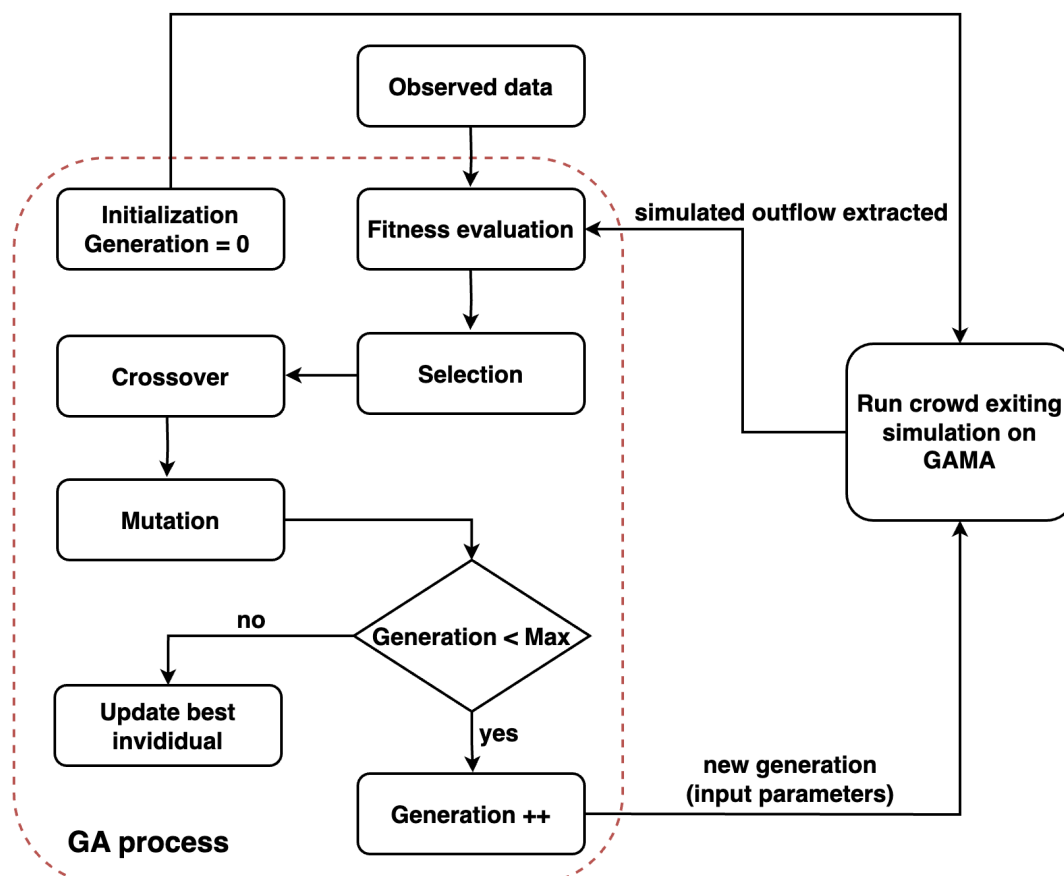 Observed data
Initialization
Generation = 0
Fitness evaluation
simulated outflow extracted
Crossover
Selection
Run crowd exiting
simulation on
GAMA
Mutation
no
Generation < Max
Update best
invididual
yes
new generation
(input parameters)
Generation ++
GA process